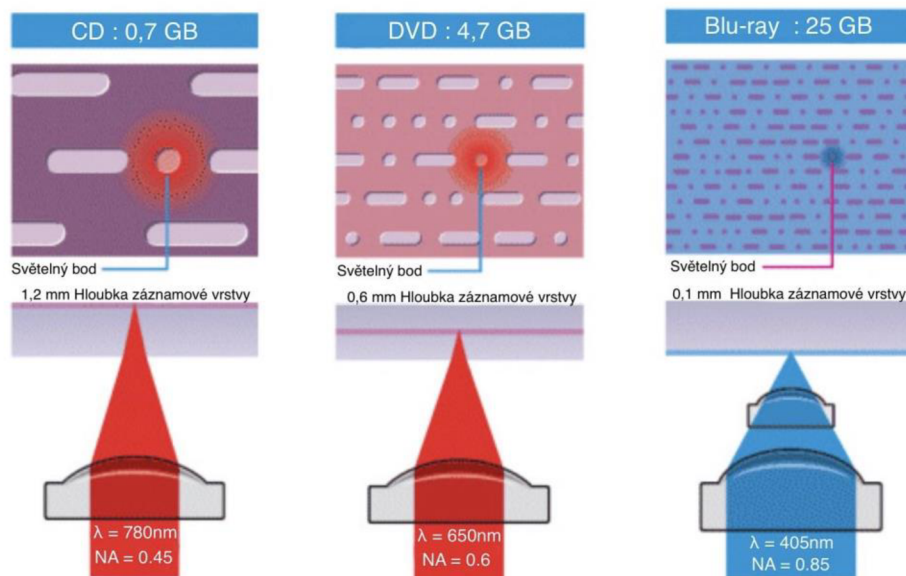 CD : 0,7 GB
DVD : 4,7 GB
Blu-ray : 25 GB
Světelný bod
Světelný bod
Světelný bod
1,2 mm Hloubka záznamové vrstvy
0,6 mm Hloubka záznamové vrstvy
0,1 mm Hloubka záznamové vrstvy
λ = 780nm
NA = 0.45
λ = 650nm
NA = 0.6
λ = 405nm
NA = 0.85